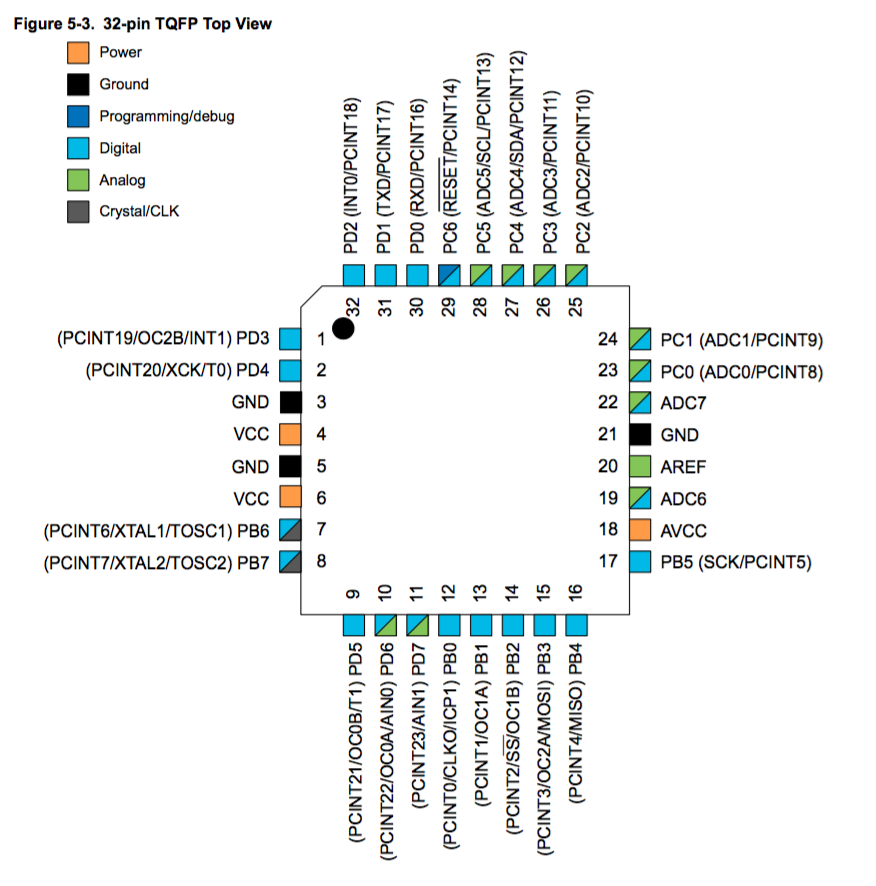 Figure 5-3. 32-pin TQFP Top View
Power
Ground
Programming/debug
Digital
Analog
Crystal/CLK
PD2 (INT0/PCINT18)
PD1 (TXD/PCINT17)
PD0 (RXD/PCINT16)
PC6 (RESET/PCINT14)
PC5 (ADC5/SCL/PCINT13)
PC4 (ADC4/SDA/PCINT12)
PC3 (ADC3/PCINT11)
PC2 (ADC2/PCINT10)
32
31
30
29
28
27
26
25
(PCINT19/OC2B/INT1) PD3 1
(PCINT20/XCK/T0) PD4 2
GND 3
VCC 4
GND 5
VCC 6
(PCINT6/XTAL1/TOSC1) PB6 7
(PCINT7/XTAL2/TOSC2) PB7 8
24 PC1 (ADC1/PCINT9)
23 PC0 (ADC0/PCINT8)
22 ADC7
21 GND
20 AREF
19 ADC6
18 AVCC
17 PB5 (SCK/PCINT5)
9
10
11
12
13
14
15
16
(PCINT21/OC0B/T1) PD5
(PCINT22/OC0A/AIN0) PD6
(PCINT23/AIN1) PD7
(PCINT0/CLKO/ICP1) PB0
(PCINT1/OC1A) PB1
(PCINT2/SS/OC1B) PB2
(PCINT3/OC2A/MOSI) PB3
(PCINT4/MISO) PB4